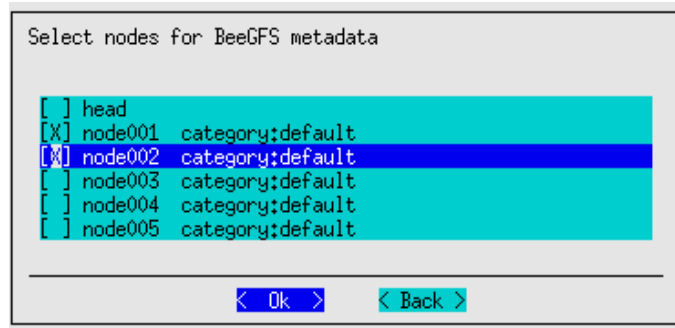 Select nodes for BeeGFS metadata
[ ] head
[X] node001 category:default
[X] node002 category:default
[ ] node003 category:default
[ ] node004 category:default
[ ] node005 category:default
< Ok > < Back >